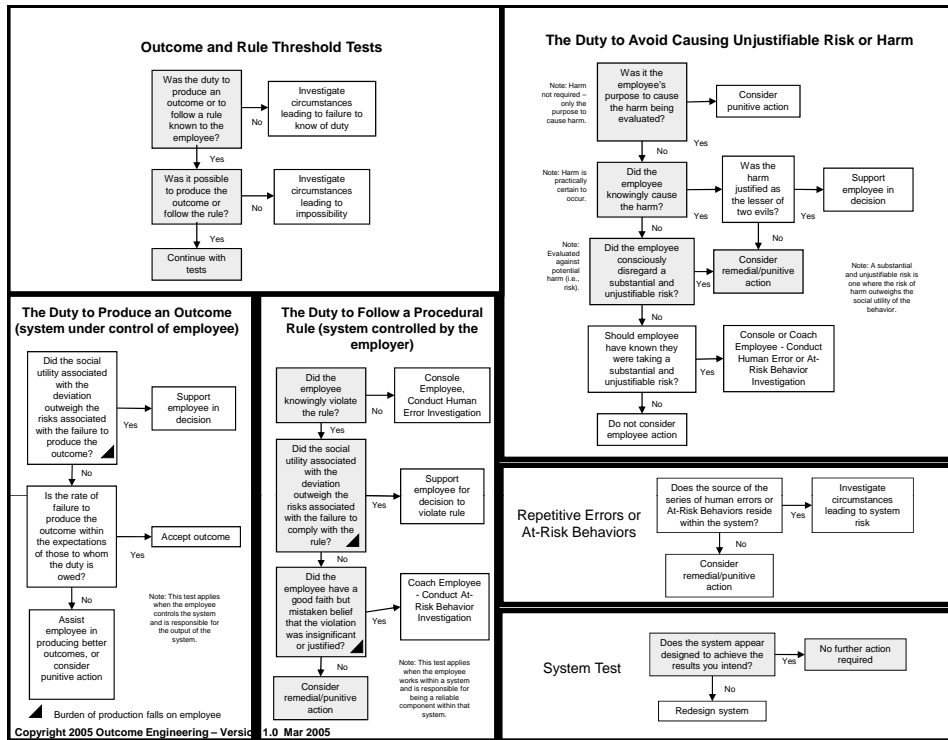 Outcome and Rule Threshold Tests
Was the duty to
produce an
outcome or to
follow a rule
known to the
employee?
No
Investigate
circumstances
leading to failure to
know of duty
Yes
Was it possible
to produce the
outcome or
follow the rule?
No
Investigate
circumstances
leading to
impossibility
Yes
Continue with
tests
The Duty to Avoid Causing Unjustifiable Risk or Harm
Note: Harm
not required –
only the
purpose to
cause harm.
Was it the
employee's
purpose to cause
the harm being
evaluated?
Yes
Consider
punitive action
No
Note: Harm is
practically
certain to
occur.
Did the
employee
knowingly cause
the harm?
Yes
Was the
harm
justified as
the lesser of
two evils?
Yes
Support
employee in
decision
No
No
Note:
Evaluated
against
potential
harm (i.e.,
risk).
Did the employee
consciously
disregard a
substantial and
unjustifiable risk?
Yes
Consider
remedial/punitive
action
Note: A substantial
and unjustifiable risk is
one where the risk of
harm outweighs the
social utility of the
behavior.
No
Should employee
have known they
were taking a
substantial and
unjustifiable risk?
Yes
Console or Coach
Employee - Conduct
Human Error or At-
Risk Behavior
Investigation
No
Do not consider
employee action
The Duty to Produce an Outcome
(system under control of employee)
Did the social
utility associated
with the
deviation
outweigh the
risks associated
with the failure to
produce the
outcome?
Yes
Support
employee in
decision
No
Is the rate of
failure to
produce the
outcome within
the expectations
of those to whom
the duty is
owed?
Yes
Accept outcome
No
Assist
employee in
producing better
outcomes, or
consider
punitive action
Note: This test applies
when the employee
controls the system
and is responsible for
the output of the
system.
Burden of production falls on employee
The Duty to Follow a Procedural
Rule (system controlled by the
employer)
Did the
employee
knowingly violate
the rule?
No
Console
Employee,
Conduct Human
Error Investigation
Yes
Did the social
utility associated
with the
deviation
outweigh the
risks associated
with the failure to
comply with the
rule?
Yes
Support
employee for
decision to
violate rule
No
Did the
employee have a
good faith but
mistaken belief
that the violation
was insignificant
or justified?
Yes
Coach Employee
- Conduct At-
Risk Behavior
Investigation
No
Consider
remedial/punitive
action
Note: This test applies
when the employee
works within a system
and is responsible for
being a reliable
component within that
system.
Repetitive Errors or
At-Risk Behaviors
Does the source of the
series of human errors or
At-Risk Behaviors reside
within the system?
Yes
Investigate
circumstances
leading to system
risk
No
Consider
remedial/punitive
action
System Test
Does the system appear
designed to achieve the
results you intend?
Yes
No further action
required
No
Redesign system
Copyright 2005 Outcome Engineering – Version 1.0 Mar 2005